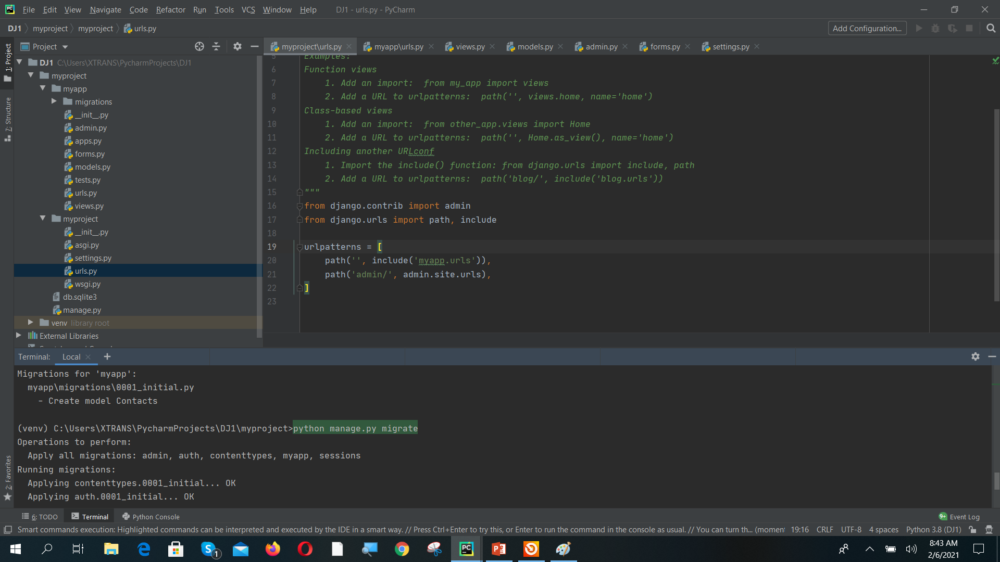 File Edit View Navigate Code Refactor Run Tools VCS Window Help DJ1 - urls.py - PyCharm
DJ1 myproject myproject urls.py Add Configuration...
Project
1: Project
7: Structure
2: Favorites
DJ1 C:\Users\XTRANS\PycharmProjects\DJ1
myproject
myapp
migrations
__init__.py
admin.py
apps.py
forms.py
models.py
tests.py
urls.py
views.py
myproject
__init__.py
asgi.py
settings.py
urls.py
wsgi.py
db.sqlite3
manage.py
venv library root
External Libraries
myproject\urls.py myapp\urls.py views.py models.py admin.py forms.py settings.py
5 Examples:
6 Function views
7 1. Add an import:  from my_app import views
8 2. Add a URL to urlpatterns:  path('', views.home, name='home')
9 Class-based views
10 1. Add an import:  from other_app.views import Home
11 2. Add a URL to urlpatterns:  path('', Home.as_view(), name='home')
12 Including another URLconf
13 1. Import the include() function: from django.urls import include, path
14 2. Add a URL to urlpatterns:  path('blog/', include('blog.urls'))
15 """
16 from django.contrib import admin
17 from django.urls import path, include
18
19 urlpatterns = [
20 path('', include('myapp.urls')),
21 path('admin/', admin.site.urls),
22 ]
23
Terminal: Local +
Migrations for 'myapp':
myapp\migrations\0001_initial.py
- Create model Contacts
(venv) C:\Users\XTRANS\PycharmProjects\DJ1\myproject>python manage.py migrate
Operations to perform:
Apply all migrations: admin, auth, contenttypes, myapp, sessions
Running migrations:
Applying contenttypes.0001_initial... OK
Applying auth.0001_initial... OK
6: TODO Terminal Python Console 9+ Event Log
Smart commands execution: Highlighted commands can be interpreted and executed by the IDE in a smart way. // Press Ctrl+Enter to try this, or Enter to run the command in the console as usual. // You can turn th... (moment 19:16 CRLF UTF-8 4 spaces Python 3.8 (DJ1)
1
PC
8:43 AM
2/6/2021